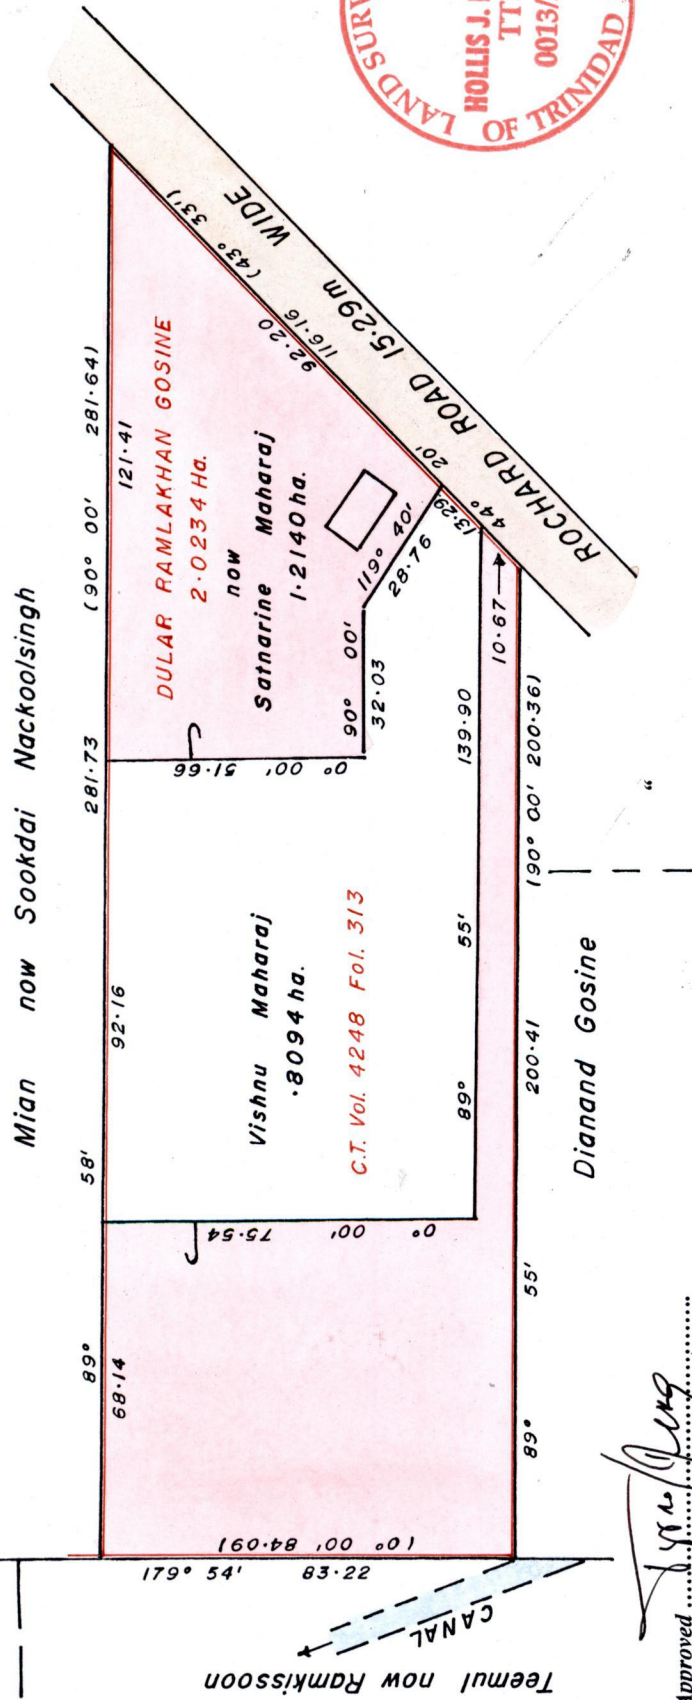 Mian now Sookdai Nackoolsingh
89° 58' 281·73 (90° 00' 281·64)
68·14
92·16
121·41
DULAR RAMLAKHAN GOSINE
2·0234 Ha.
now
Satnarine Maharaj
1·2140 ha.
Vishnu Maharaj
·8094 ha.
C.T. Vol. 4248 Fol. 313
0° 00' 75·54
0° 00' 51·66
90° 00'
32·03
119° 40'
28·76
92·20
116·16 (43° 33')
44° 20'
13·29
10·67
89° 55' 139·90
89° 55' 200·41 (90° 00' 200·36)
(0° 00' 84·09)
179° 54' 83·22
ROCHARD ROAD 15·29m WIDE
Dianand Gosine
"
CANAL
Teemul now Ramkissoon
LAND SURV
HOLLIS J.
TT
0013/
OF TRINIDAD
Approved